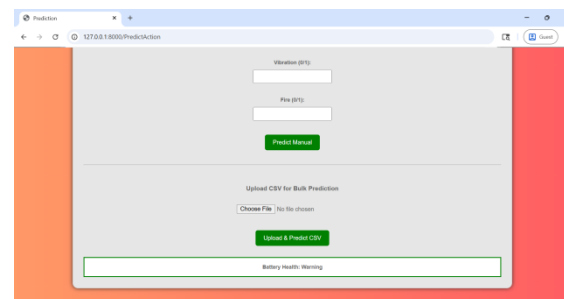 Prediction
127.0.0.1:8000/PredictAction
Guest
Vibration (0/1):
Fire (0/1):
Predict Manual
Upload CSV for Bulk Prediction
Choose File No file chosen
Upload & Predict CSV
Battery Health: Warning